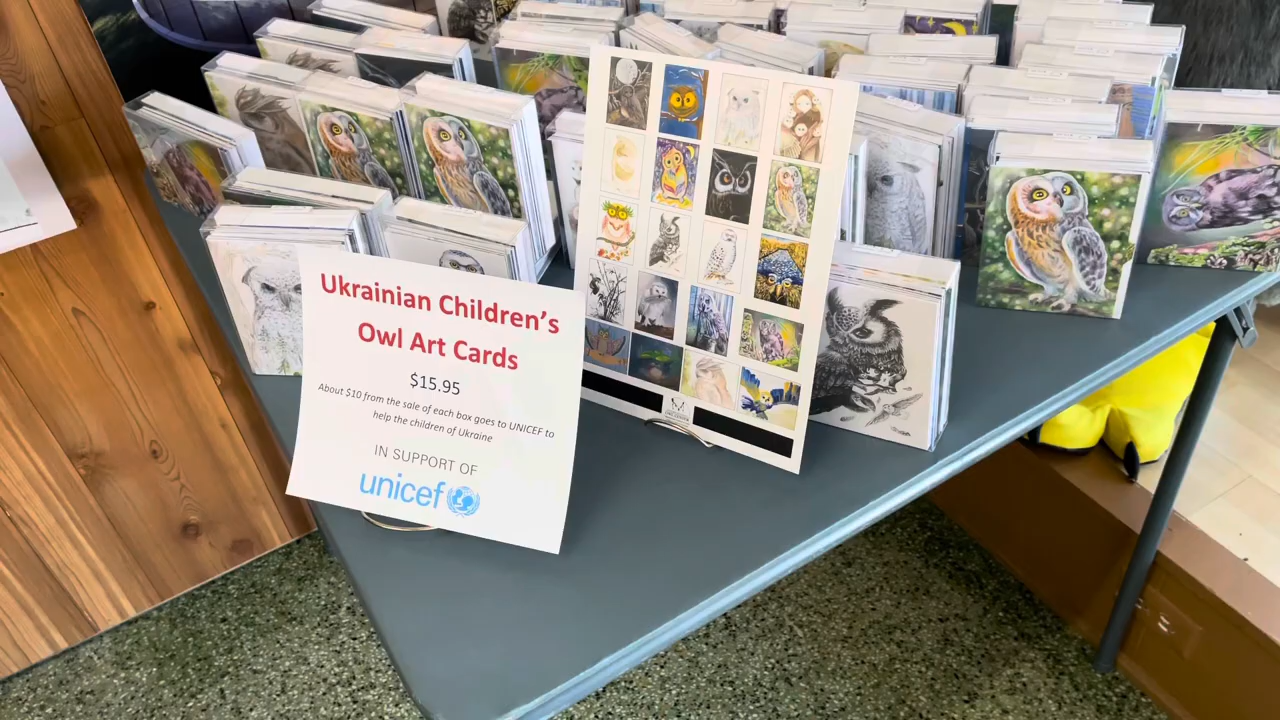 Ukrainian Children's
Owl Art Cards
$15.95
About $10 from the sale of each box goes to UNICEF to
help the children of Ukraine
IN SUPPORT OF
unicef